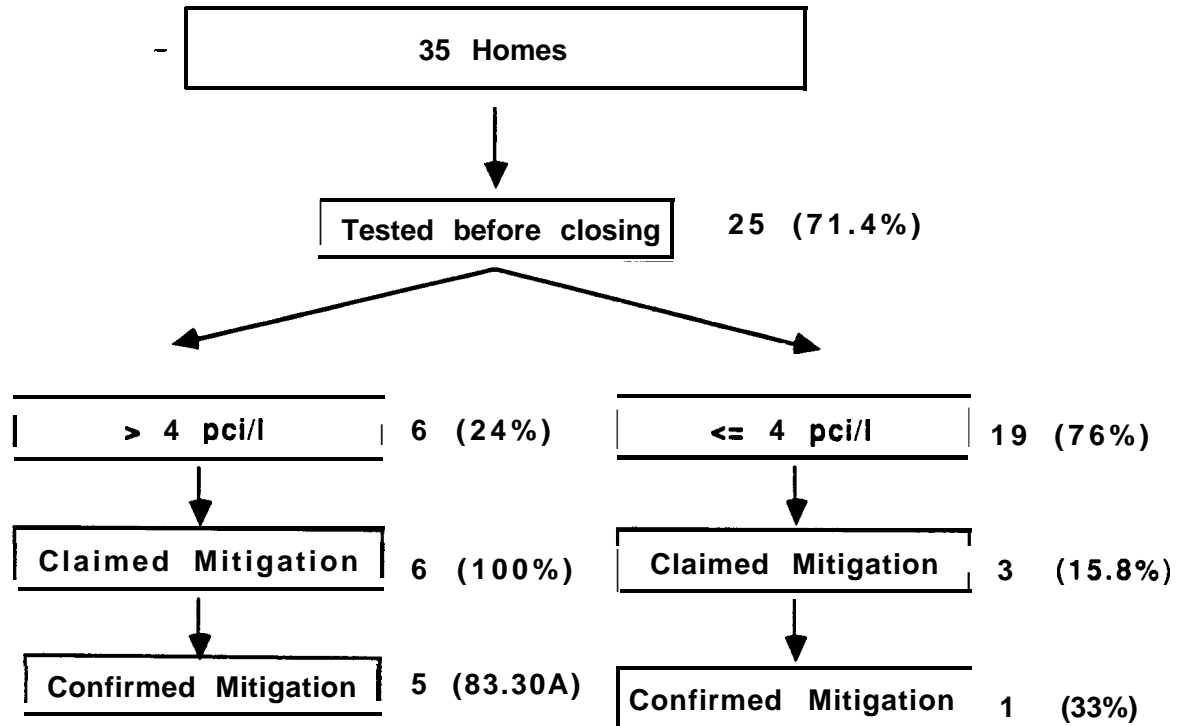 35 Homes
Tested before closing 25 (71.4%)
> 4 pci/l 6 (24%) <= 4 pci/l 19 (76%)
Claimed Mitigation 6 (100%) Claimed Mitigation 3 (15.8%)
Confirmed Mitigation 5 (83.30A) Confirmed Mitigation 1 (33%)